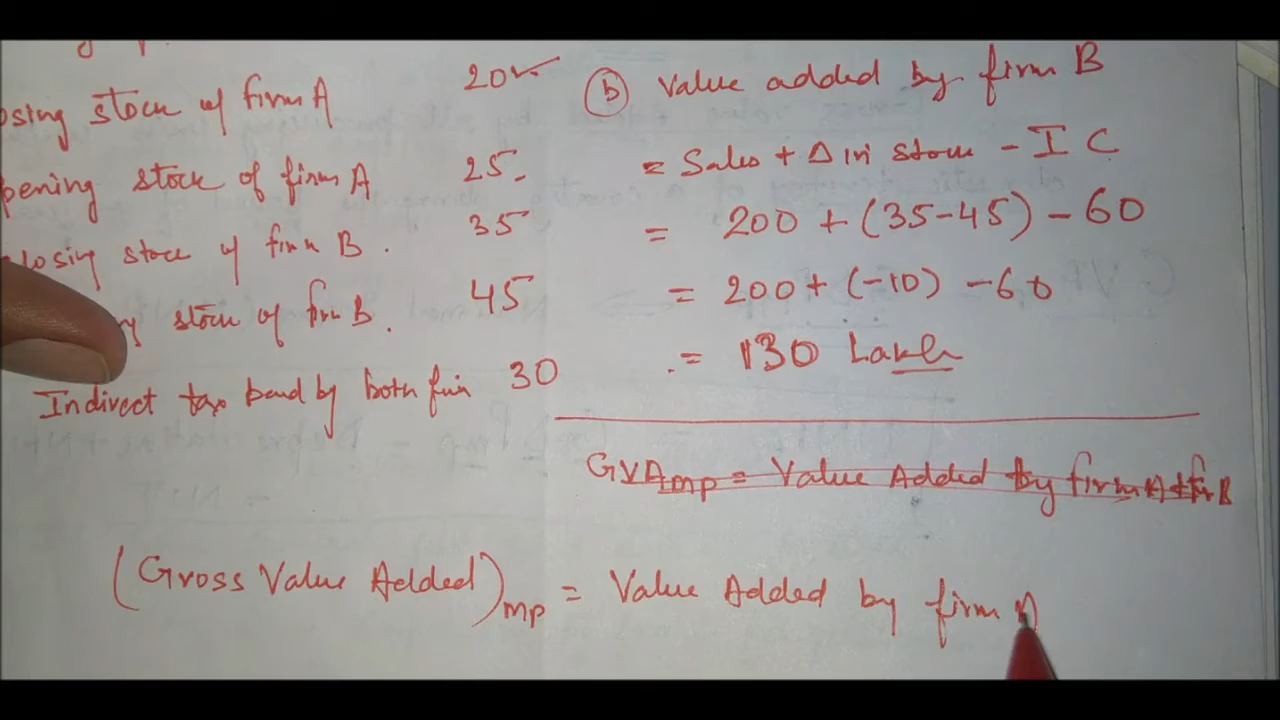 osing stock of firm A 20
pening stock of firm A 25
losing stock of firm B. 35
stock of firm B. 45
Indirect tax paid by both firm 30
(b) Value added by firm B
= Sales + Δ in stock - I C
= 200 + (35-45) - 60
= 200 + (-10) - 60
= 130 Lakh
GVAmp = Value Added by firm A + B
(Gross Value Added)mp = Value Added by firm A